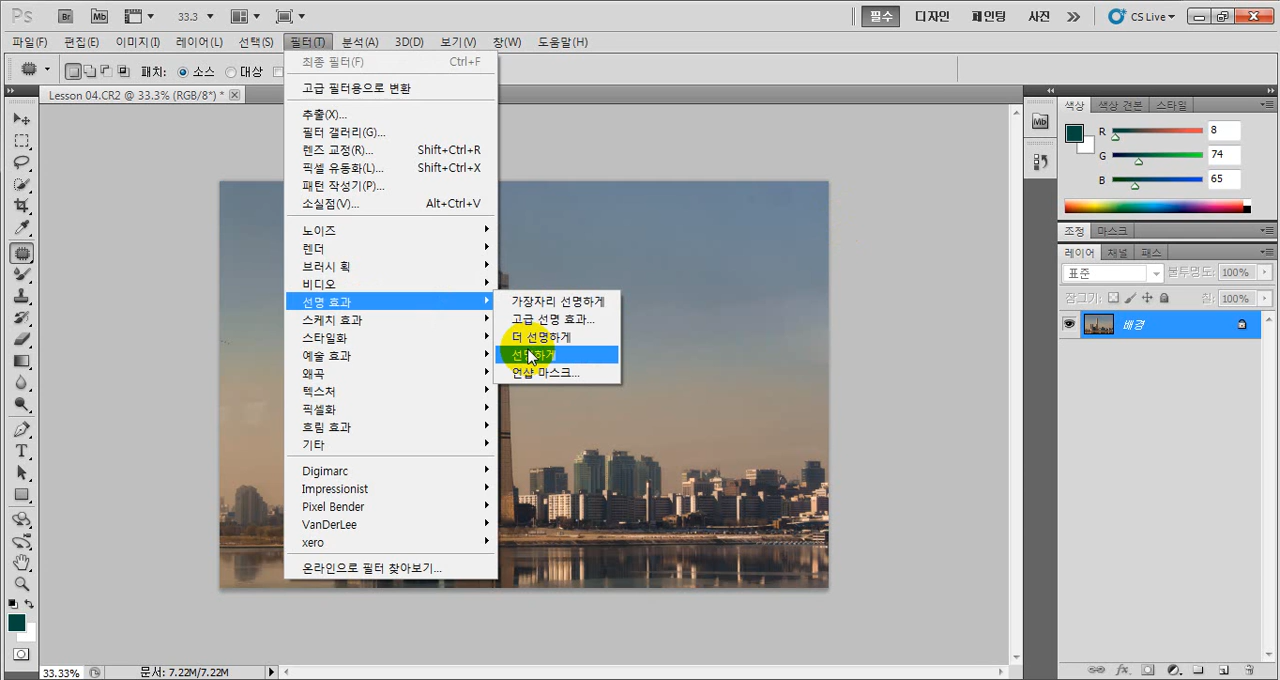 Ps Br Mb 33.3 필수 디자인 페인팅 사진 CS Live
파일(F) 편집(E) 이미지(I) 레이어(L) 선택(S) 필터(T) 분석(A) 3D(D) 보기(V) 창(W) 도움말(H)
패치: 소스 대상
Lesson 04.CR2 @ 33.3% (RGB/8*) *
최종 필터(F) Ctrl+F
고급 필터용으로 변환
추출(X)...
필터 갤러리(G)...
렌즈 교정(R)... Shift+Ctrl+R
픽셀 유동화(L)... Shift+Ctrl+X
패턴 작성기(P)...
소실점(V)... Alt+Ctrl+V
노이즈
렌더
브러시 획
비디오
선명 효과
스케치 효과
스타일화
예술 효과
왜곡
텍스처
픽셀화
흐림 효과
기타
Digimarc
Impressionist
Pixel Bender
VanDerLee
xero
온라인으로 필터 찾아보기...
가장자리 선명하게
고급 선명 효과...
더 선명하게
선명하게
언샵 마스크...
Mb
색상 색상 견본 스타일
R 8
G 74
B 65
조정 마스크
레이어 채널 패스
표준 불투명도: 100%
잠그기: 칠: 100%
배경
33.33% 문서: 7.22M/7.22M